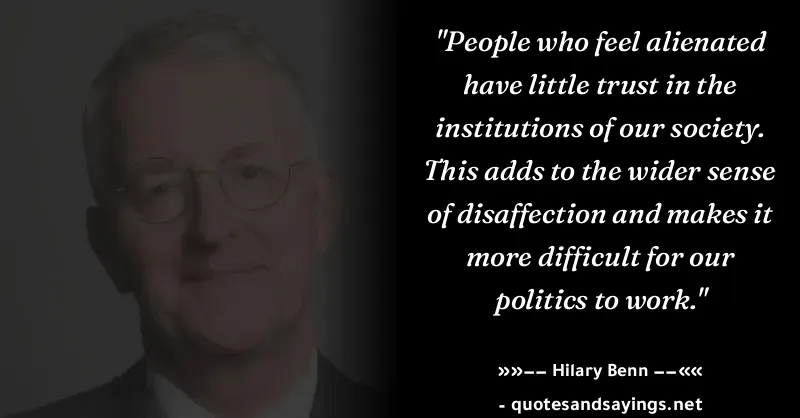 "People who feel alienated
have little trust in the
institutions of our society.
This adds to the wider sense
of disaffection and makes it
more difficult for our
politics to work."
»»−− Hilary Benn −−««
- quotesandsayings.net